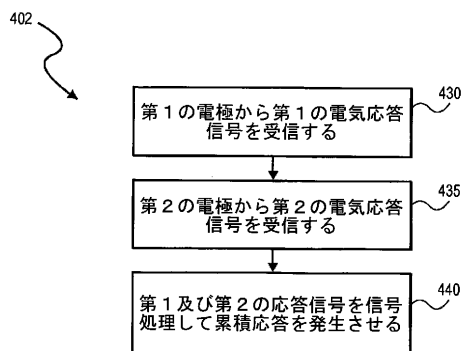 402
430
第１の電極から第１の電気応答
信号を受信する
435
第２の電極から第２の電気応答
信号を受信する
440
第１及び第２の応答信号を信号
処理して累積応答を発生させる